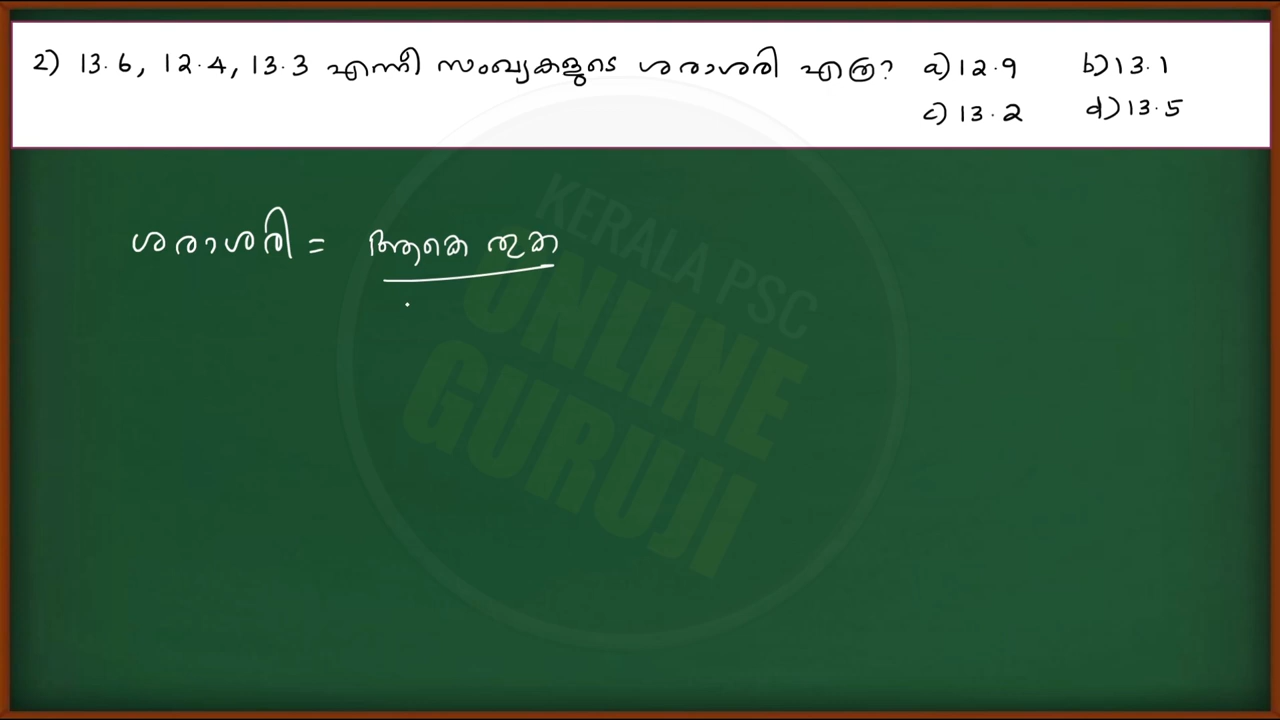 2) 13.6, 12.4, 13.3 എന്നീ സംഖ്യകളുടെ ശരാശരി എത്ര? a) 12.9 b) 13.1
c) 13.2 d) 13.5
ശരാശരി = ആകെ തുക
KERALA PSC
ONLINE
GURUJI